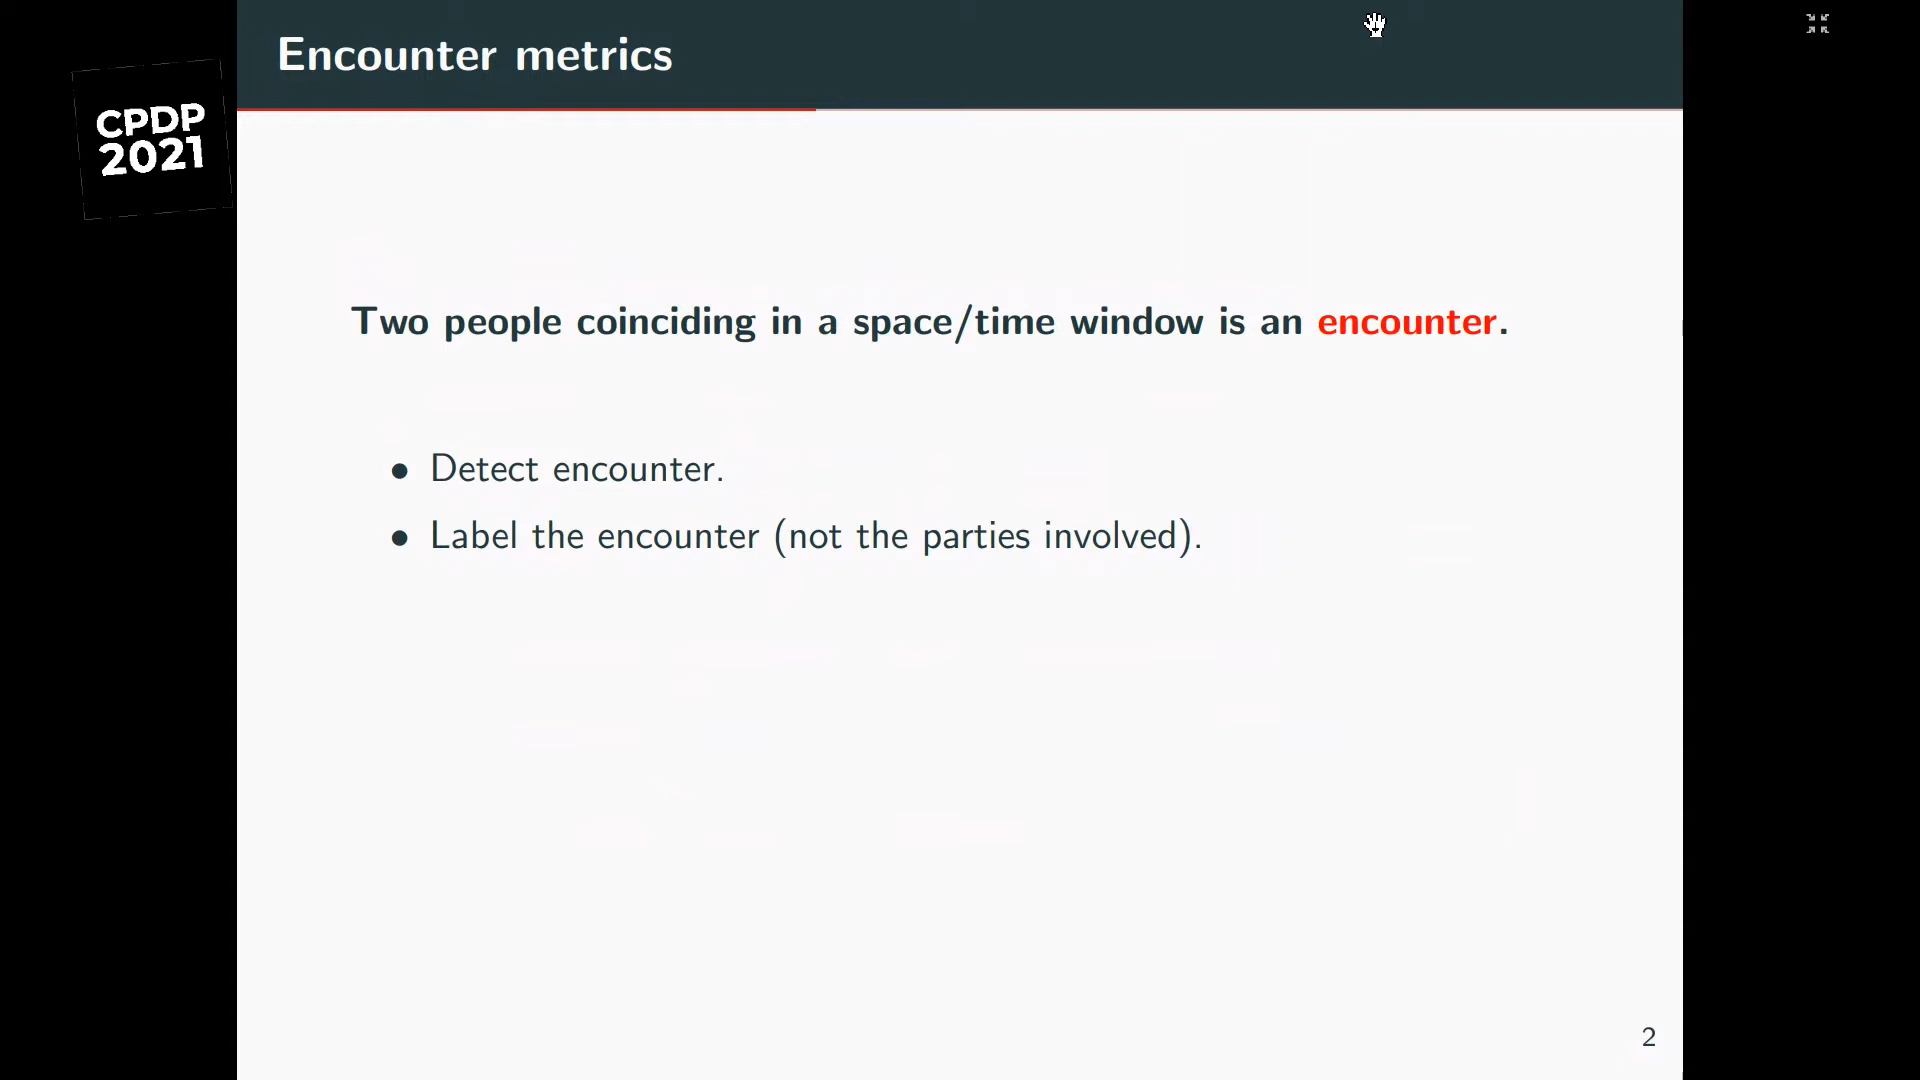 Encounter metrics
CPDP
2021
Two people coinciding in a space/time window is an encounter.
• Detect encounter.
• Label the encounter (not the parties involved).
2